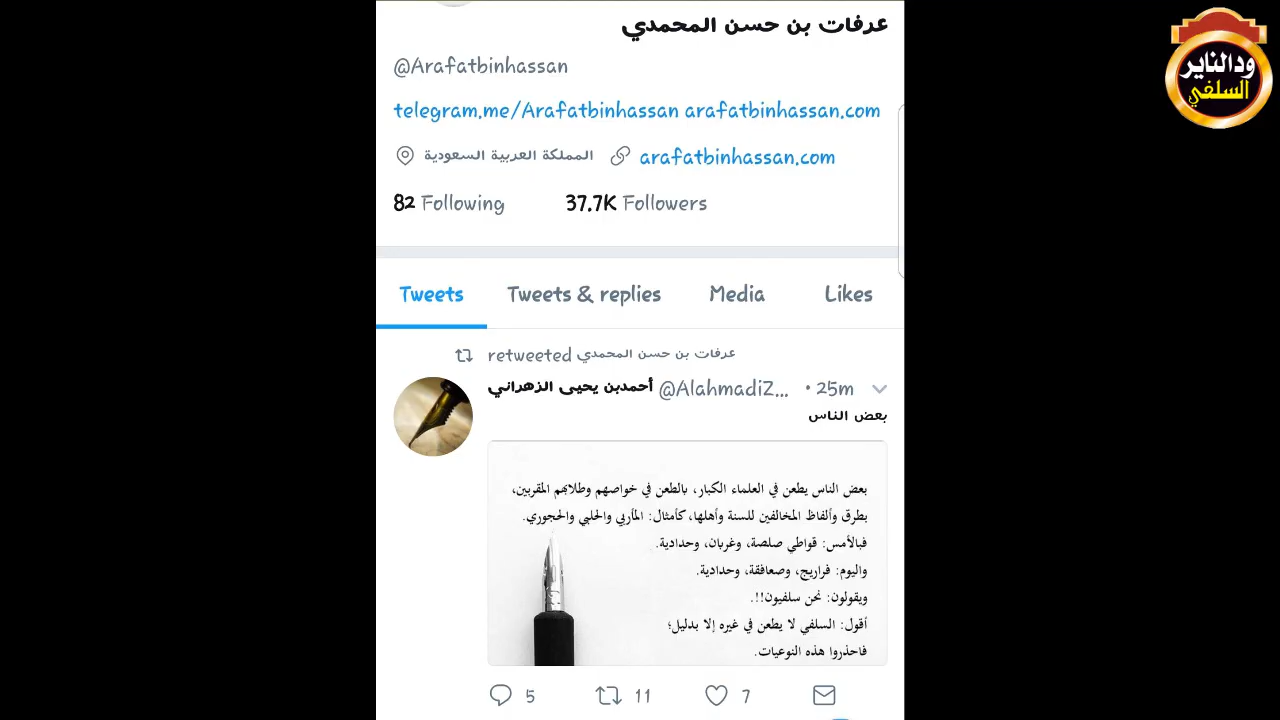 عرفات بن حسن المحمدي
@Arafatbinhassan
telegram.me/Arafatbinhassan arafatbinhassan.com
المملكة العربية السعودية arafatbinhassan.com
82 Following 37.7K Followers
Tweets Tweets & replies Media Likes
عرفات بن حسن المحمدي retweeted
أحمدبن يحيى الزهراني @AlahmadiZ... • 25m
بعض الناس
بعض الناس يطعن في العلماء الكبار، بالطعن في خواصهم وطلابهم المقربين،
بطرق وألفاظ المخالفين للسنة وأهلها، كأمثال: المأربي والحلبي والحجوري.
فبالأمس: قواطي صلصة، وغربان، وحدادية.
واليوم: فراريج، وصعافقة، وحدادية.
ويقولون: نحن سلفيون!!.
أقول: السلفي لا يطعن في غيره إلا بدليل؛
فاحذروا هذه النوعيات.
5 11 7
ودالناير
السلفي